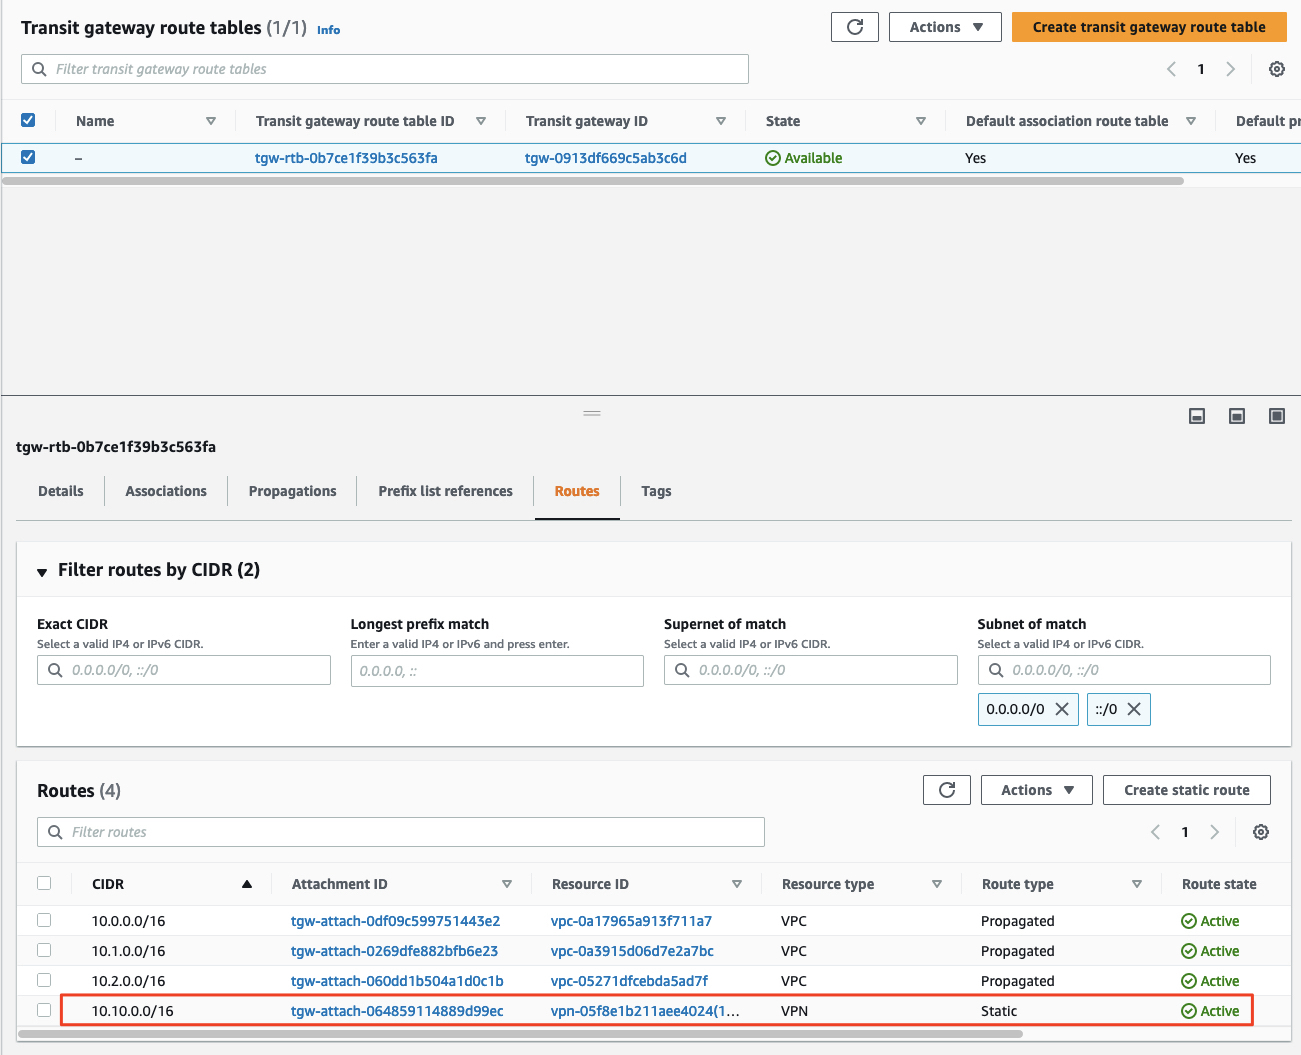 Transit gateway route tables (1/1) Info
Actions ▼
Create transit gateway route table
Filter transit gateway route tables
1
Name
Transit gateway route table ID
Transit gateway ID
State
Default association route table
Default pr
–
tgw-rtb-0b7ce1f39b3c563fa
tgw-0913df669c5ab3c6d
Available
Yes
Yes
tgw-rtb-0b7ce1f39b3c563fa
Details
Associations
Propagations
Prefix list references
Routes
Tags
Filter routes by CIDR (2)
Exact CIDR
Select a valid IP4 or IPv6 CIDR.
0.0.0.0/0, ::/0
Longest prefix match
Enter a valid IP4 or IPv6 and press enter.
0.0.0.0, ::
Supernet of match
Select a valid IP4 or IPv6 CIDR.
0.0.0.0/0, ::/0
Subnet of match
Select a valid IP4 or IPv6 CIDR.
0.0.0.0/0, ::/0
0.0.0.0/0
::/0
Routes (4)
Actions ▼
Create static route
Filter routes
1
CIDR
Attachment ID
Resource ID
Resource type
Route type
Route state
10.0.0.0/16
tgw-attach-0df09c599751443e2
vpc-0a17965a913f711a7
VPC
Propagated
Active
10.1.0.0/16
tgw-attach-0269dfe882bfb6e23
vpc-0a3915d06d7e2a7bc
VPC
Propagated
Active
10.2.0.0/16
tgw-attach-060dd1b504a1d0c1b
vpc-05271dfcebda5ad7f
VPC
Propagated
Active
10.10.0.0/16
tgw-attach-064859114889d99ec
vpn-05f8e1b211aee4024(1...
VPN
Static
Active